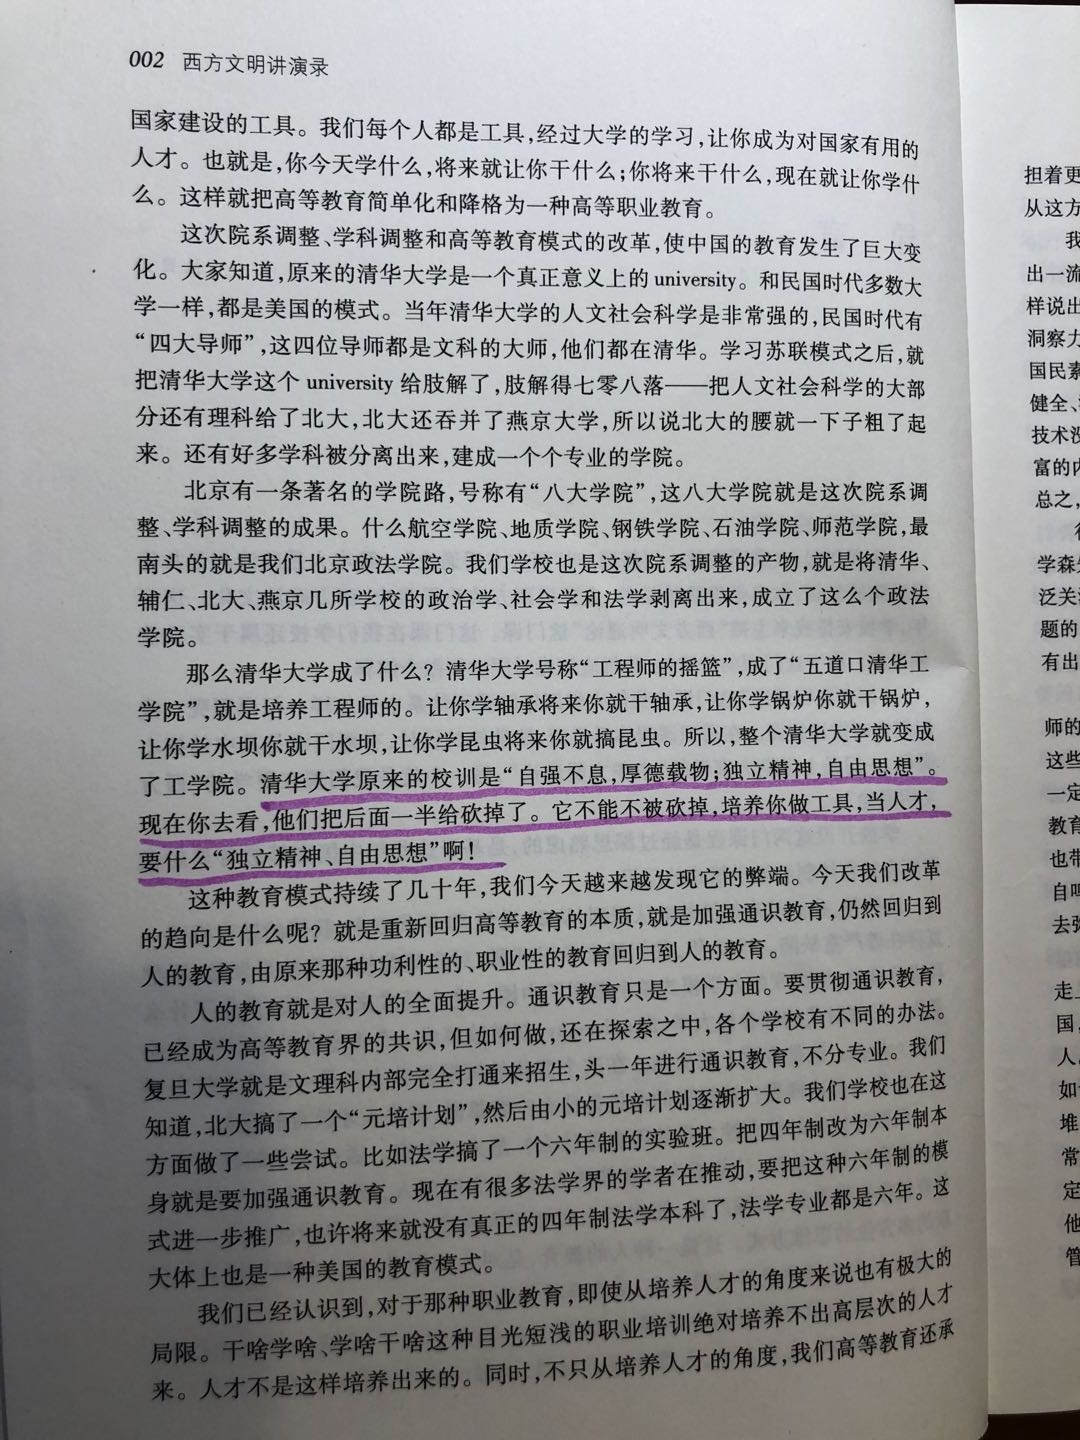 002 西方文明讲演录
国家建设的工具。我们每个人都是工具,经过大学的学习,让你成为对国家有用的
人才。也就是,你今天学什么,将来就让你干什么;你将来干什么,现在就让你学什
么。这样就把高等教育简单化和降格为一种高等职业教育。
这次院系调整、学科调整和高等教育模式的改革,使中国的教育发生了巨大变
化。大家知道,原来的清华大学是一个真正意义上的 university。和民国时代多数大
学一样,都是美国的模式。当年清华大学的人文社会科学是非常强的,民国时代有
“四大导师”,这四位导师都是文科的大师,他们都在清华。学习苏联模式之后,就
把清华大学这个 university 给肢解了,肢解得七零八落——把人文社会科学的大部
分还有理科给了北大,北大还吞并了燕京大学,所以说北大的腰就一下子粗了起
来。还有好多学科被分离出来,建成一个个专业的学院。
北京有一条著名的学院路,号称有“八大学院”,这八大学院就是这次院系调
整、学科调整的成果。什么航空学院、地质学院、钢铁学院、石油学院、师范学院,最
南头的就是我们北京政法学院。我们学校也是这次院系调整的产物,就是将清华、
辅仁、北大、燕京几所学校的政治学、社会学和法学剥离出来,成立了这么个政法
学院。
那么清华大学成了什么?清华大学号称“工程师的摇篮”,成了“五道口清华工
学院”,就是培养工程师的。让你学轴承将来你就干轴承,让你学锅炉你就干锅炉,
让你学水坝你就干水坝,让你学昆虫将来你就搞昆虫。所以,整个清华大学就变成
了工学院。清华大学原来的校训是“自强不息,厚德载物;独立精神,自由思想”。
现在你去看,他们把后面一半给砍掉了。它不能不被砍掉,培养你做工具,当人才,
要什么“独立精神、自由思想”啊!
这种教育模式持续了几十年,我们今天越来越发现它的弊端。今天我们改革
的趋向是什么呢?就是重新回归高等教育的本质,就是加强通识教育,仍然回归到
人的教育,由原来那种功利性的、职业性的教育回归到人的教育。
人的教育就是对人的全面提升。通识教育只是一个方面。要贯彻通识教育,
已经成为高等教育界的共识,但如何做,还在探索之中,各个学校有不同的办法。
复旦大学就是文理科内部完全打通来招生,头一年进行通识教育,不分专业。我们
知道,北大搞了一个“元培计划”,然后由小的元培计划逐渐扩大。我们学校也在这
方面做了一些尝试。比如法学搞了一个六年制的实验班。把四年制改为六年制本
身就是要加强通识教育。现在有很多法学界的学者在推动,要把这种六年制的模
式进一步推广,也许将来就没有真正的四年制法学本科了,法学专业都是六年。这
大体上也是一种美国的教育模式。
我们已经认识到,对于那种职业教育,即使从培养人才的角度来说也有极大的
局限。干啥学啥、学啥干啥这种目光短浅的职业培训绝对培养不出高层次的人才
来。人才不是这样培养出来的。同时,不只从培养人才的角度,我们高等教育还承
担着更
从这方
我
出一流
样说出
洞察力
国民素
健全、
技术没
富的内
总之,
学森
泛关
题的
有出
师的
这些
一定
教育
也带
自
去
走上
国,
人
如
堆
常
定
他
管